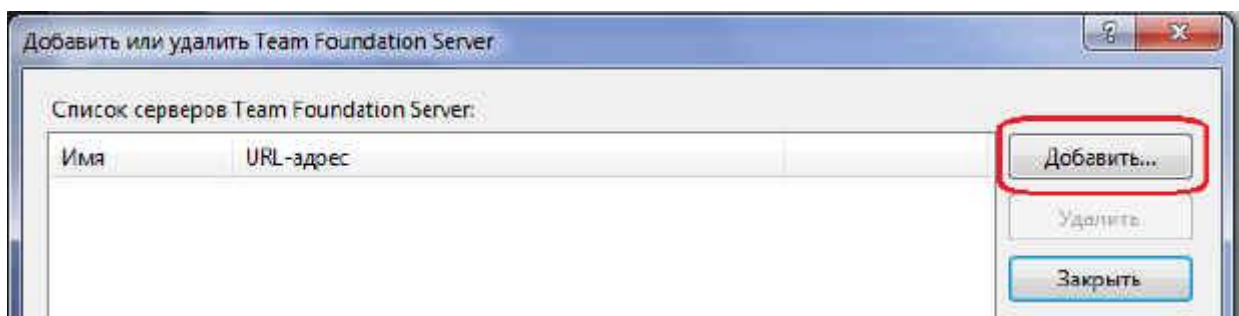 Добавить или удалить Team Foundation Server
Список серверов Team Foundation Server:
Имя URL-адрес
Добавить...
Удалить
Закрыть